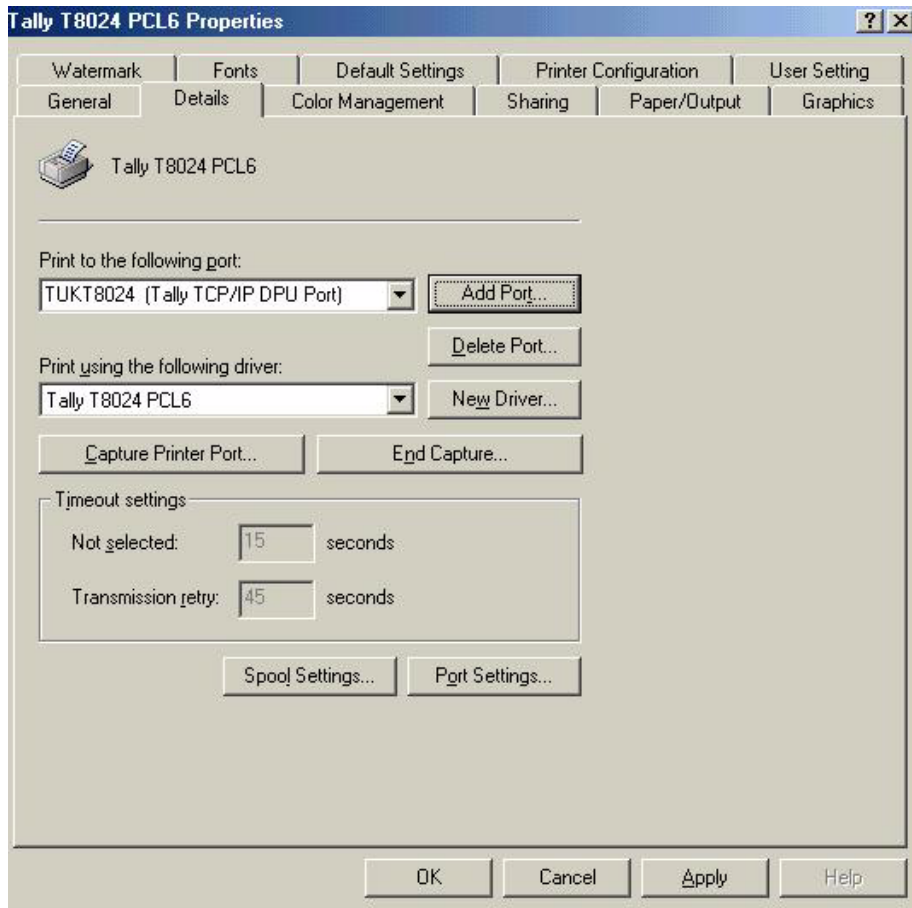 Tally T8024 PCL6 Properties
Watermark Fonts Default Settings Printer Configuration User Setting
General Details Color Management Sharing Paper/Output Graphics
Tally T8024 PCL6
Print to the following port:
TUKT8024 (Tally TCP/IP DPU Port) Add Port...
Delete Port...
Print using the following driver:
Tally T8024 PCL6 New Driver...
Capture Printer Port... End Capture...
Timeout settings
Not selected: 15 seconds
Transmission retry: 45 seconds
Spool Settings... Port Settings...
OK Cancel Apply Help